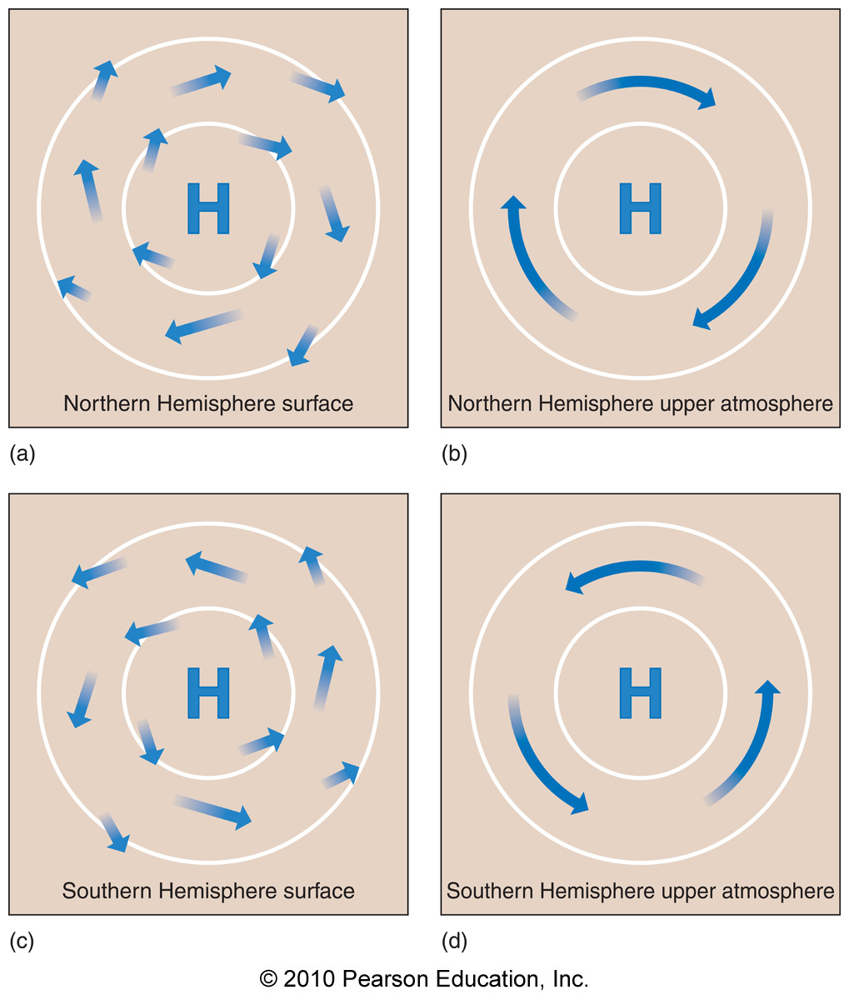 H
Northern Hemisphere surface
(a)
H
Northern Hemisphere upper atmosphere
(b)
H
Southern Hemisphere surface
(c)
H
Southern Hemisphere upper atmosphere
(d)
© 2010 Pearson Education, Inc.